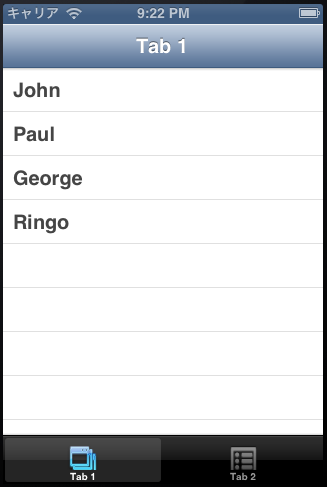 キャリア 9:22 PM
Tab 1
John
Paul
George
Ringo
Tab 1 Tab 2